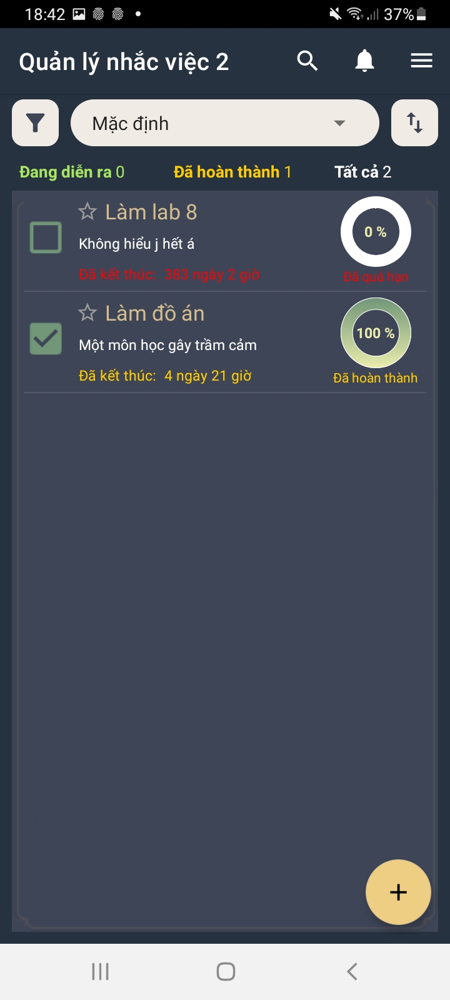 18:42 37%
Quản lý nhắc việc 2
Mặc định
Đang diễn ra 0 Đã hoàn thành 1 Tất cả 2
Làm lab 8
0 %
Không hiểu j hết á
Đã kết thúc: 383 ngày 2 giờ Đã quá hạn
Làm đồ án
100 %
Một môn học gây trầm cảm
Đã kết thúc: 4 ngày 21 giờ Đã hoàn thành